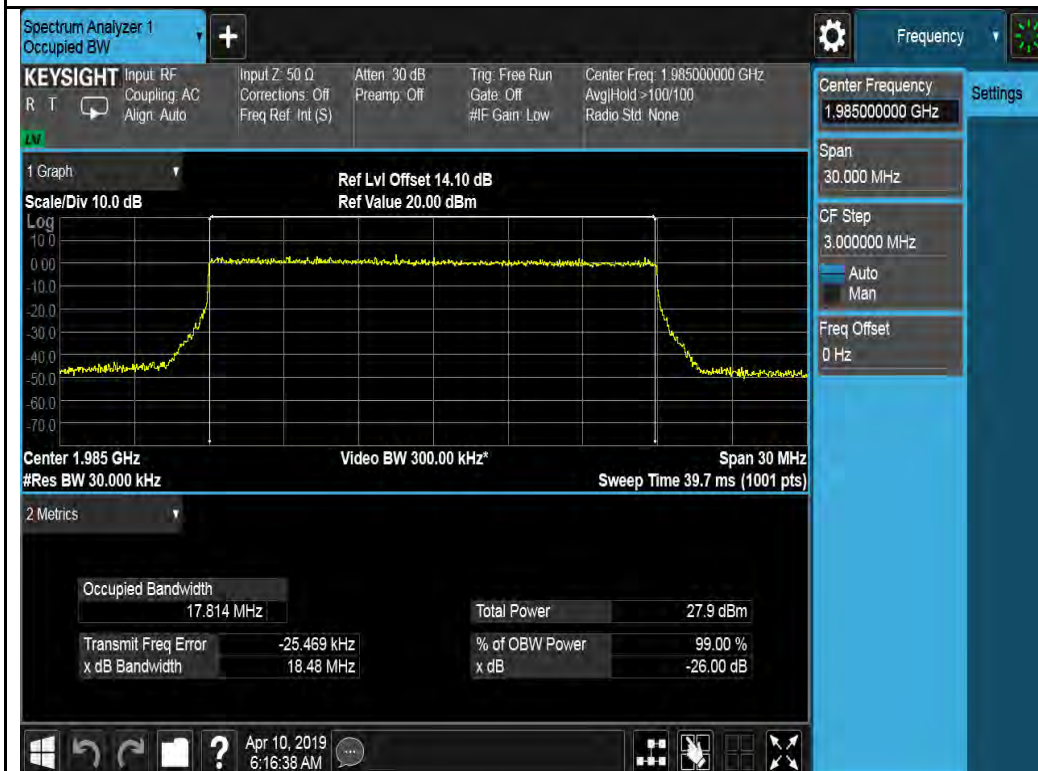 Spectrum Analyzer 1
Occupied BW
+
Frequency
KEYSIGHT
R T
Input: RF
Coupling: AC
Align: Auto
Input Z: 50 Ω
Corrections: Off
Freq Ref: Int (S)
Atten: 30 dB
Preamp: Off
Trig: Free Run
Gate: Off
#IF Gain: Low
Center Freq: 1.985000000 GHz
Avg|Hold >100/100
Radio Std: None
Center Frequency
1.985000000 GHz
Settings
Span
30.000 MHz
CF Step
3.000000 MHz
Auto
Man
Freq Offset
0 Hz
1 Graph
Ref Lvl Offset 14.10 dB
Scale/Div 10.0 dB
Ref Value 20.00 dBm
Log
10.0
0.00
-10.0
-20.0
-30.0
-40.0
-50.0
-60.0
-70.0
Center 1.985 GHz
Video BW 300.00 kHz*
Span 30 MHz
#Res BW 30.000 kHz
Sweep Time 39.7 ms (1001 pts)
2 Metrics
Occupied Bandwidth
17.814 MHz
Total Power 27.9 dBm
Transmit Freq Error -25.469 kHz
% of OBW Power 99.00 %
x dB Bandwidth 18.48 MHz
x dB -26.00 dB
?
Apr 10, 2019
6:16:38 AM